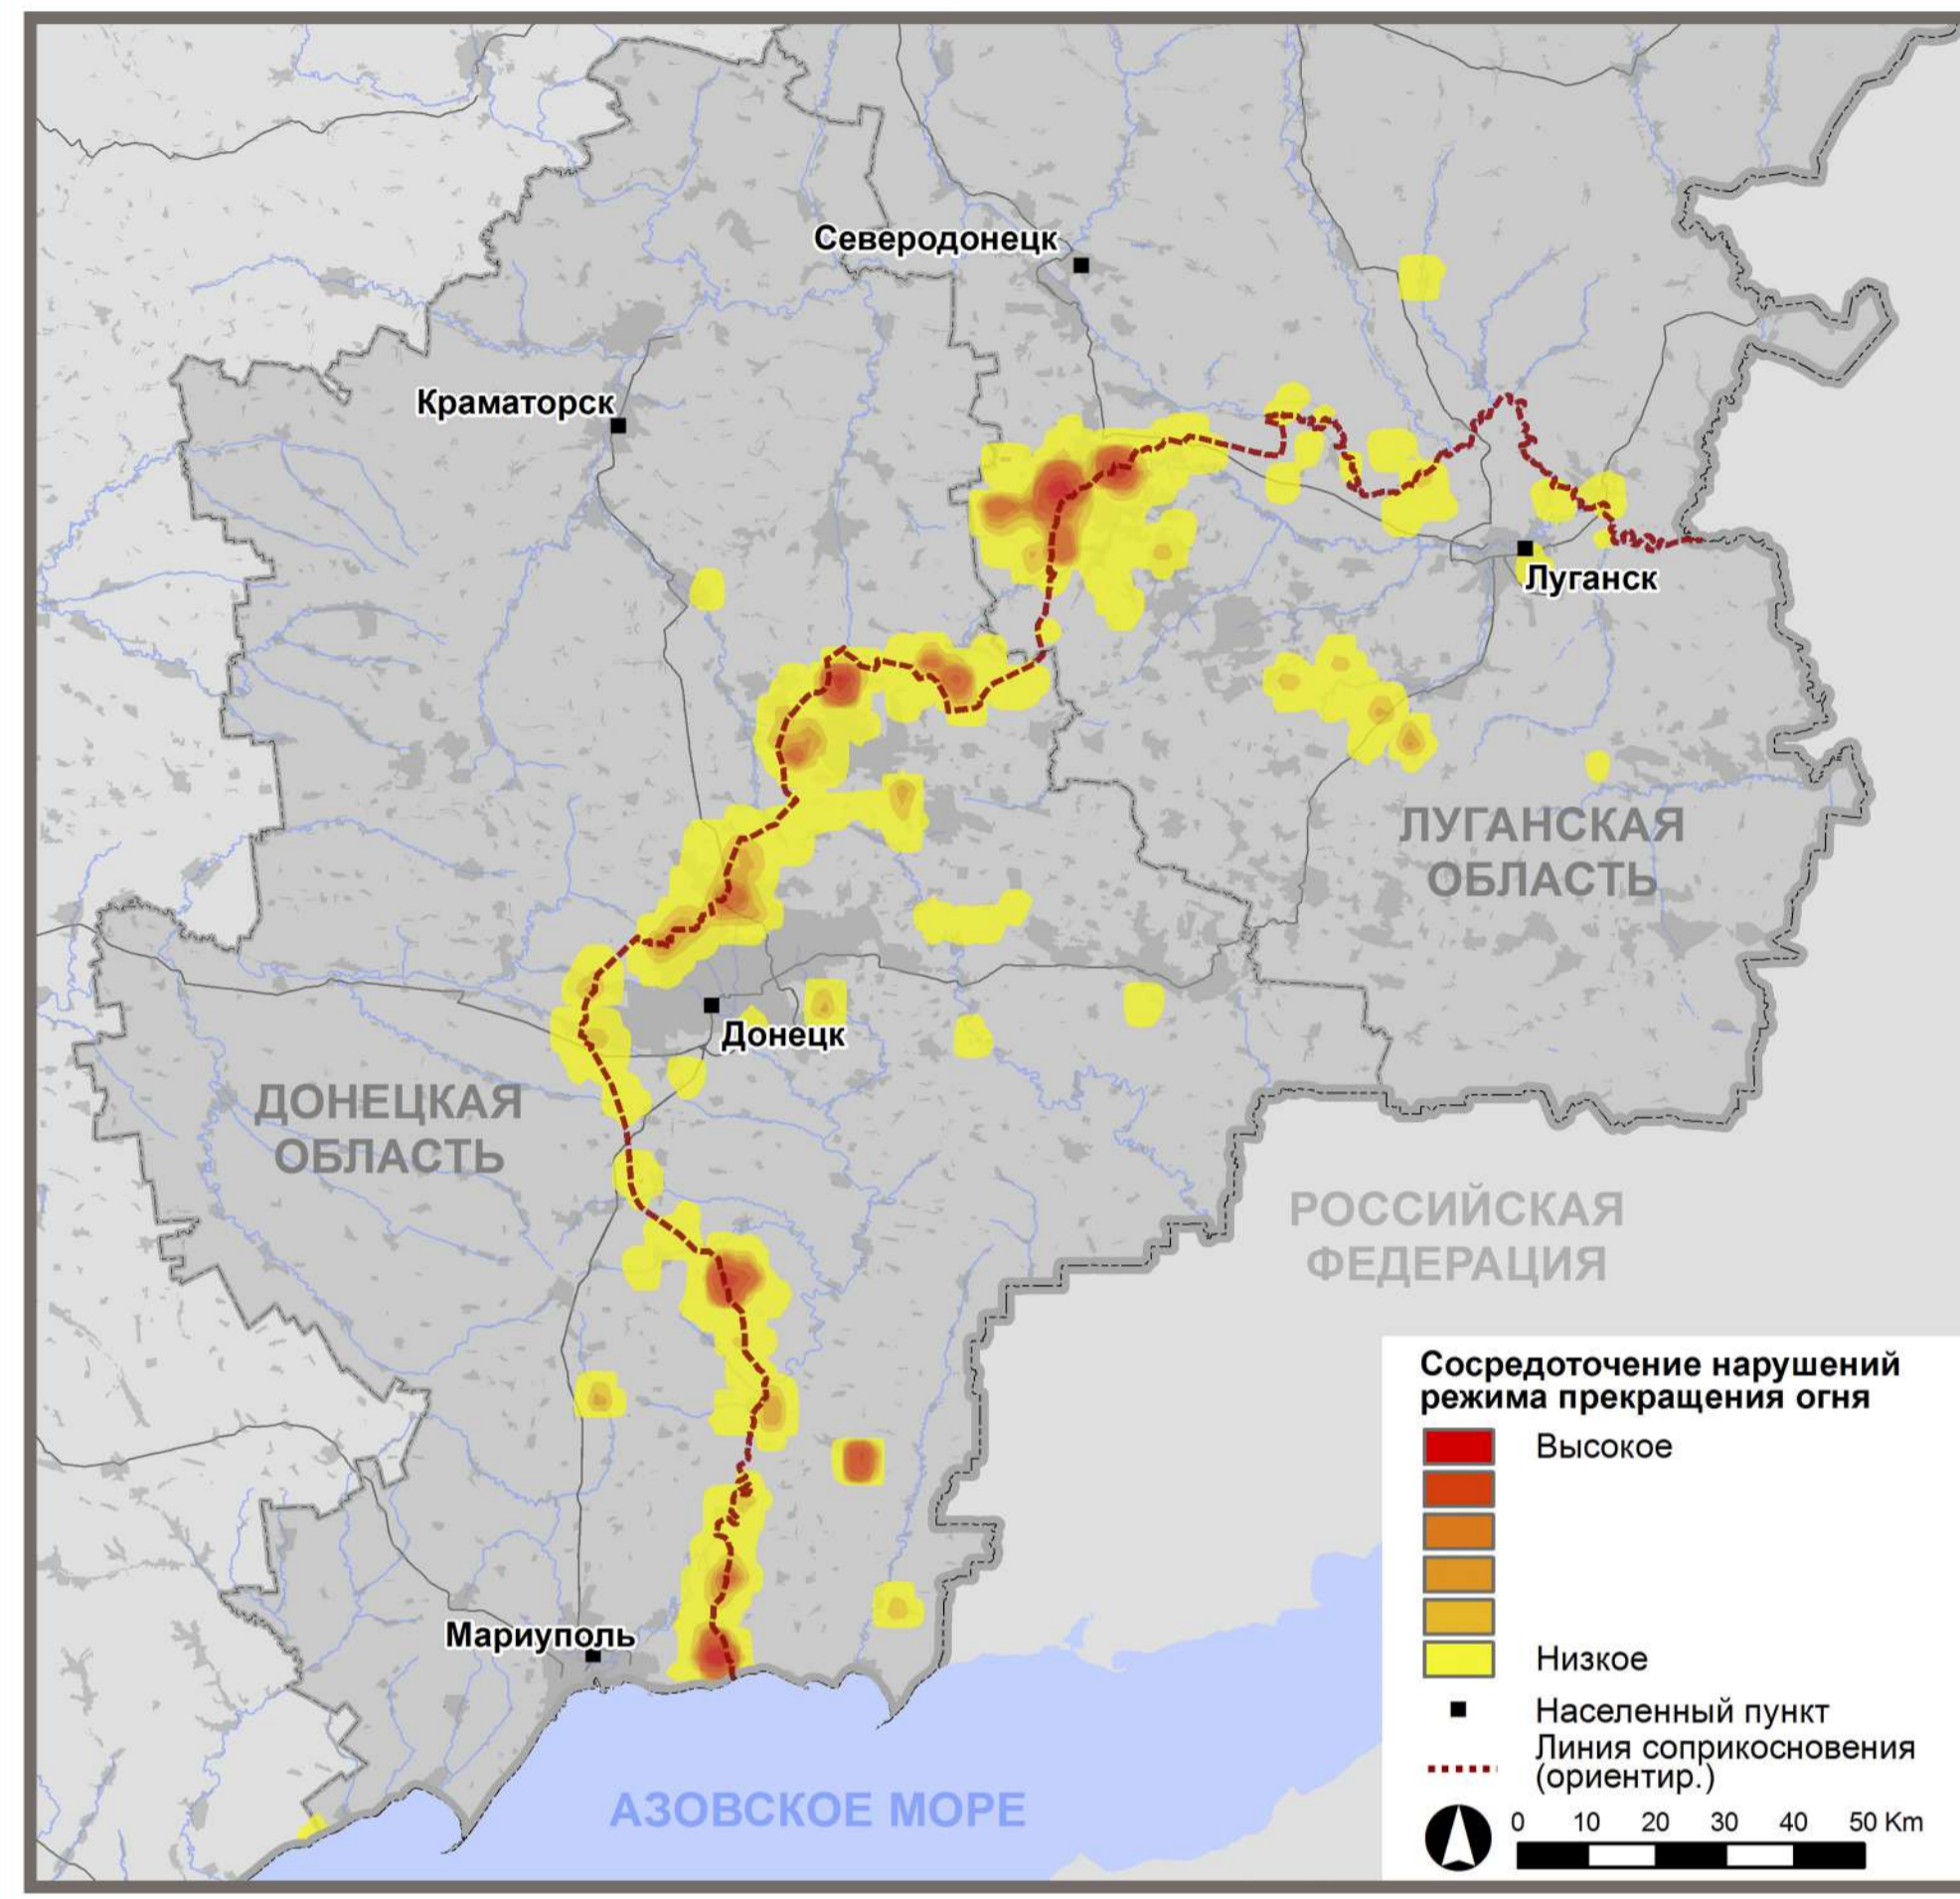 Северодонецк
Краматорск
Луганск
ЛУГАНСКАЯ
ОБЛАСТЬ
Донецк
ДОНЕЦКАЯ
ОБЛАСТЬ
РОССИЙСКАЯ
ФЕДЕРАЦИЯ
Мариуполь
АЗОВСКОЕ МОРЕ
Сосредоточение нарушений
режима прекращения огня
Высокое
Низкое
Населенный пункт
Линия соприкосновения
(ориентир.)
0 10 20 30 40 50 Km